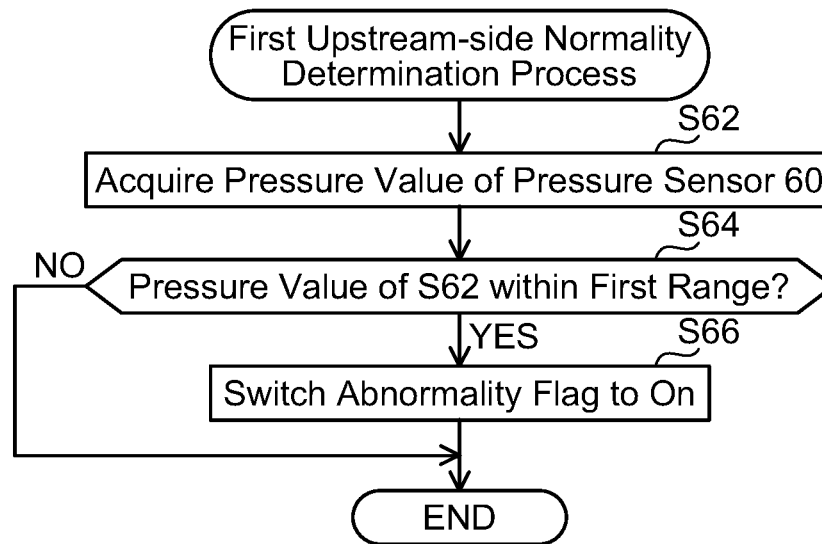 First Upstream-side Normality
Determination Process
S62
Acquire Pressure Value of Pressure Sensor 60
S64
NO
Pressure Value of S62 within First Range?
YES
S66
Switch Abnormality Flag to On
END